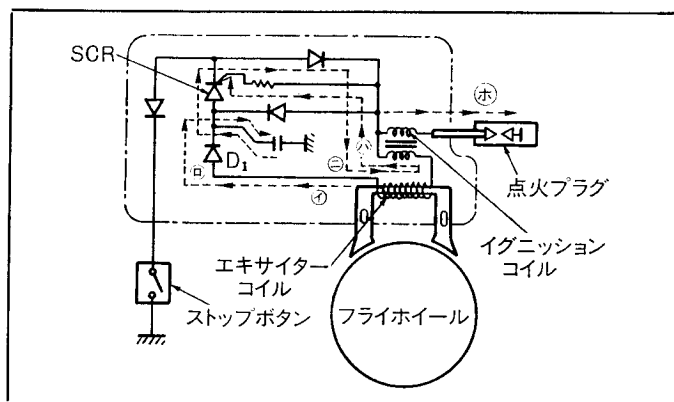 SCR
D1
㋭
㋩
㊁
㋺
㋑
点火プラグ
イグニッション
コイル
エキサイター
コイル
ストップボタン
フライホイール